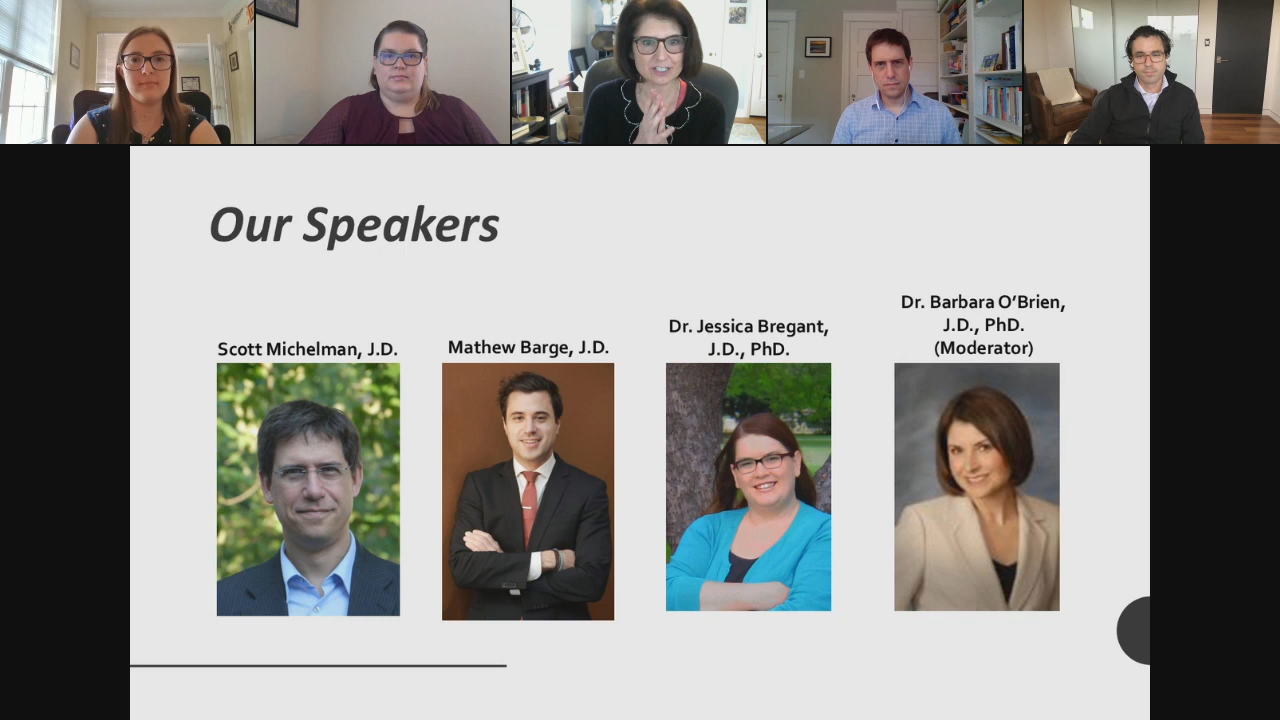 Our Speakers
Scott Michelman, J.D.
Mathew Barge, J.D.
Dr. Jessica Bregant,
J.D., PhD.
Dr. Barbara O’Brien,
J.D., PhD.
(Moderator)